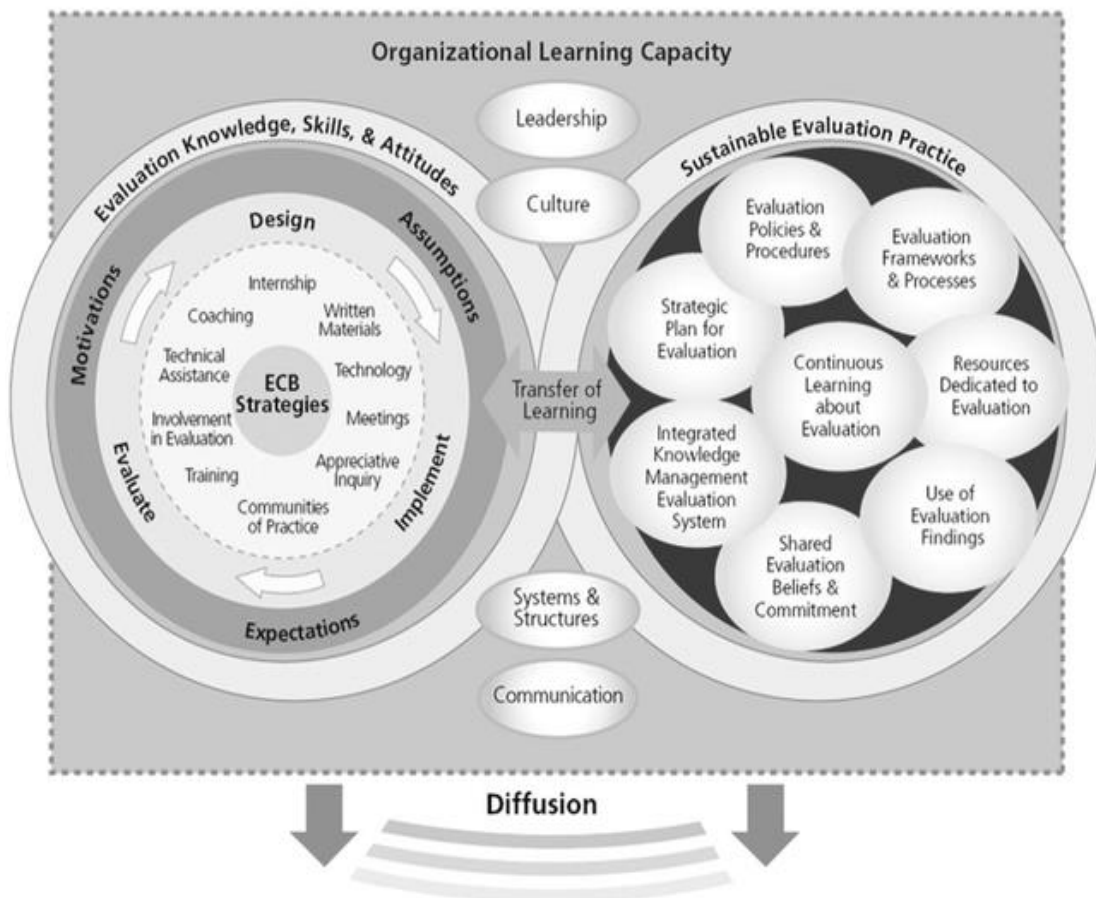 Organizational Learning Capacity
Leadership
Culture
Evaluation Knowledge, Skills, & Attitudes
Motivations
Assumptions
Expectations
Design
Implement
Evaluate
Internship
Coaching
Written
Materials
Technical
Assistance
Technology
ECB
Strategies
Involvement
in Evaluation
Meetings
Training
Appreciative
Inquiry
Communities
of Practice
Transfer of
Learning
Sustainable Evaluation Practice
Evaluation
Policies &
Procedures
Evaluation
Frameworks
& Processes
Strategic
Plan for
Evaluation
Continuous
Learning
about
Evaluation
Resources
Dedicated to
Evaluation
Integrated
Knowledge
Management
Evaluation
System
Use of
Evaluation
Findings
Shared
Evaluation
Beliefs &
Commitment
Systems &
Structures
Communication
Diffusion